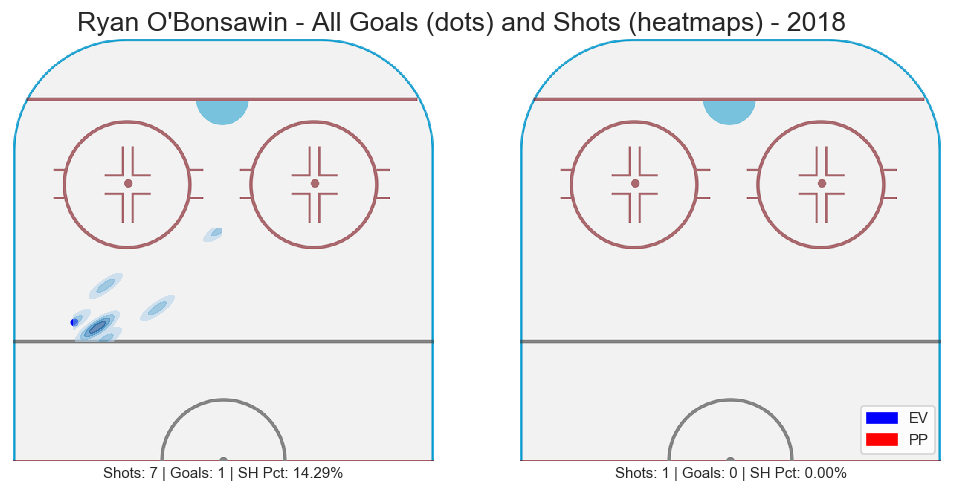 Ryan O'Bonsawin - All Goals (dots) and Shots (heatmaps) - 2018
EV
PP
Shots: 7 | Goals: 1 | SH Pct: 14.29%
Shots: 1 | Goals: 0 | SH Pct: 0.00%